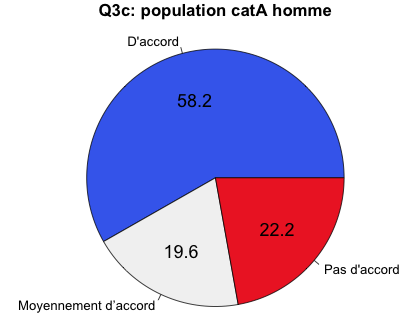 Q3c: population catA homme
D'accord
58.2
22.2
19.6
Pas d'accord
Moyennement d’accord